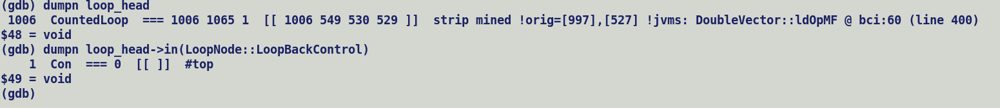 (gdb) dumpn loop_head
 1006  CountedLoop  === 1006 1065 1  [[ 1006 549 530 529 ]]  strip mined !orig=[997],[527] !jvms: DoubleVector::ldOpMF @ bci:60 (line 400)
$48 = void
(gdb) dumpn loop_head->in(LoopNode::LoopBackControl)
    1  Con  === 0  [[ ]]  #top
$49 = void
(gdb)